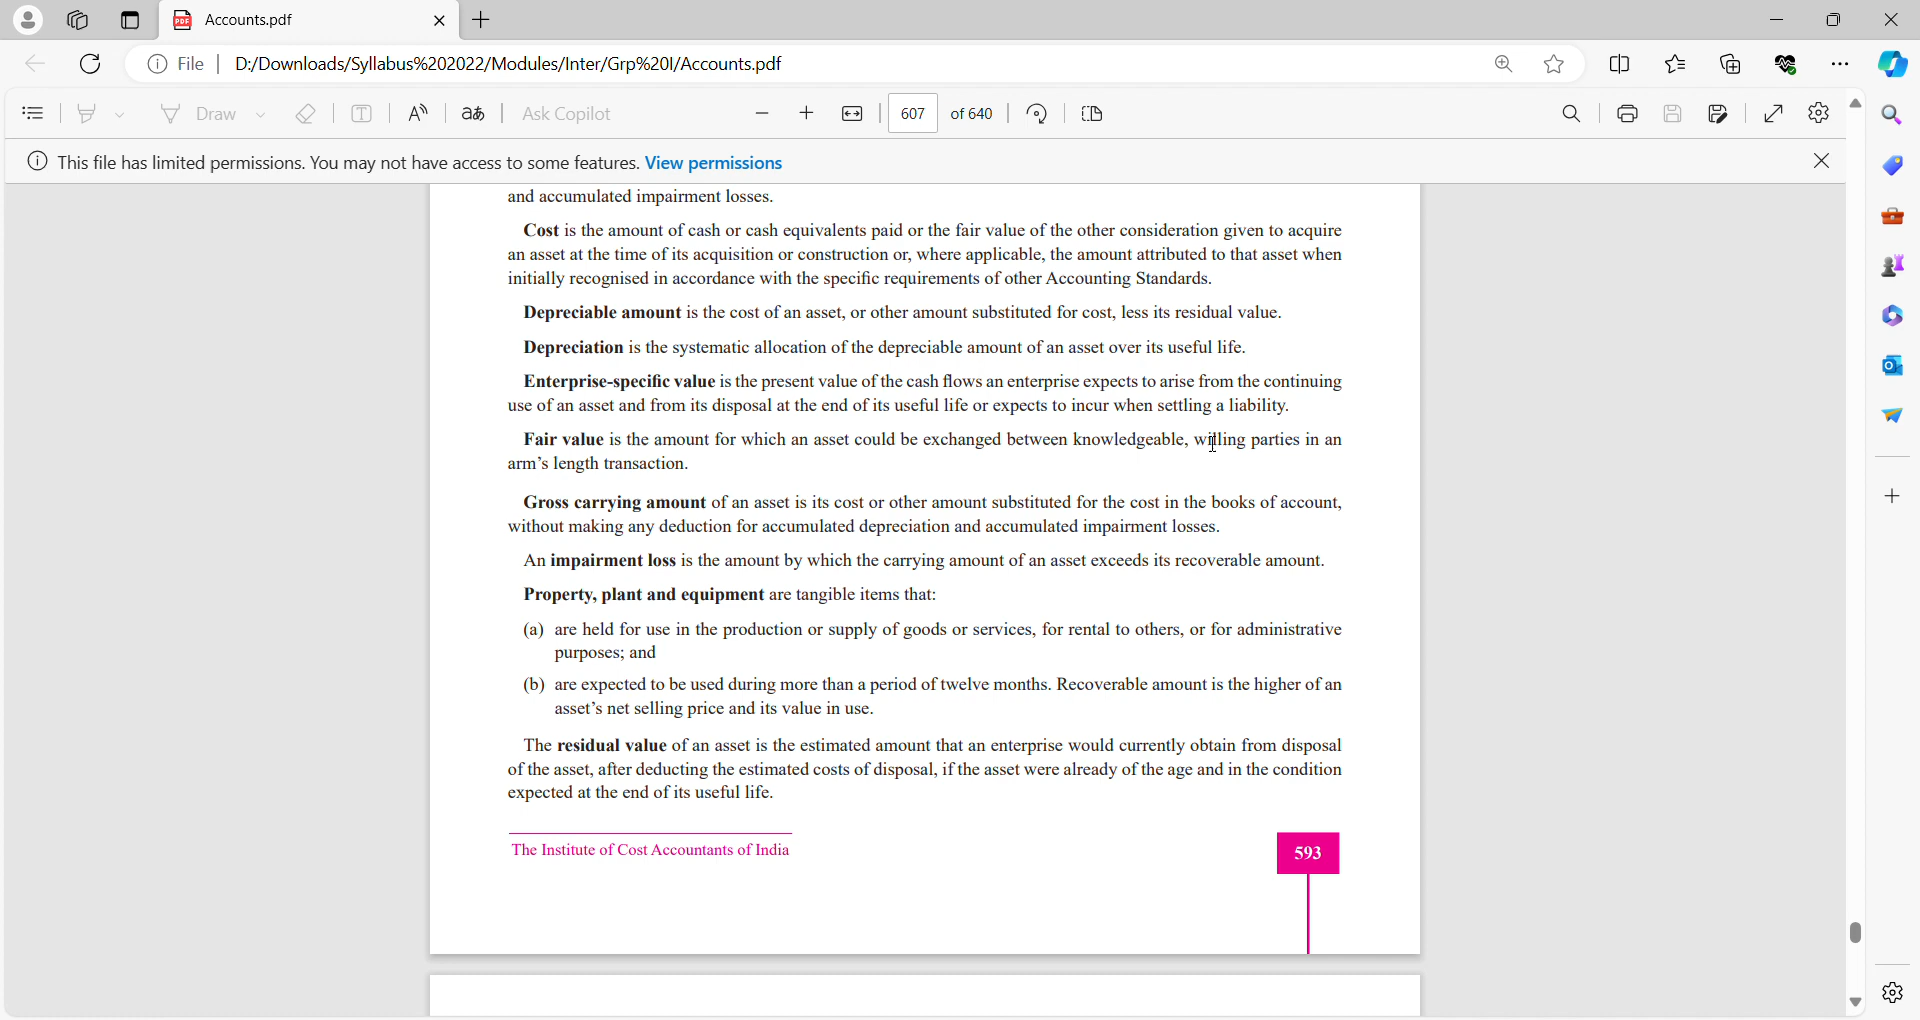 Accounts.pdf
File
D:/Downloads/Syllabus%202022/Modules/Inter/Grp%20I/Accounts.pdf
Draw
aあ
Ask Copilot
607 of 640
This file has limited permissions. You may not have access to some features. View permissions
and accumulated impairment losses.
Cost is the amount of cash or cash equivalents paid or the fair value of the other consideration given to acquire
an asset at the time of its acquisition or construction or, where applicable, the amount attributed to that asset when
initially recognised in accordance with the specific requirements of other Accounting Standards.
Depreciable amount is the cost of an asset, or other amount substituted for cost, less its residual value.
Depreciation is the systematic allocation of the depreciable amount of an asset over its useful life.
Enterprise-specific value is the present value of the cash flows an enterprise expects to arise from the continuing
use of an asset and from its disposal at the end of its useful life or expects to incur when settling a liability.
Fair value is the amount for which an asset could be exchanged between knowledgeable, willing parties in an
arm's length transaction.
Gross carrying amount of an asset is its cost or other amount substituted for the cost in the books of account,
without making any deduction for accumulated depreciation and accumulated impairment losses.
An impairment loss is the amount by which the carrying amount of an asset exceeds its recoverable amount.
Property, plant and equipment are tangible items that:
(a) are held for use in the production or supply of goods or services, for rental to others, or for administrative
purposes; and
(b) are expected to be used during more than a period of twelve months. Recoverable amount is the higher of an
asset's net selling price and its value in use.
The residual value of an asset is the estimated amount that an enterprise would currently obtain from disposal
of the asset, after deducting the estimated costs of disposal, if the asset were already of the age and in the condition
expected at the end of its useful life.
The Institute of Cost Accountants of India
593